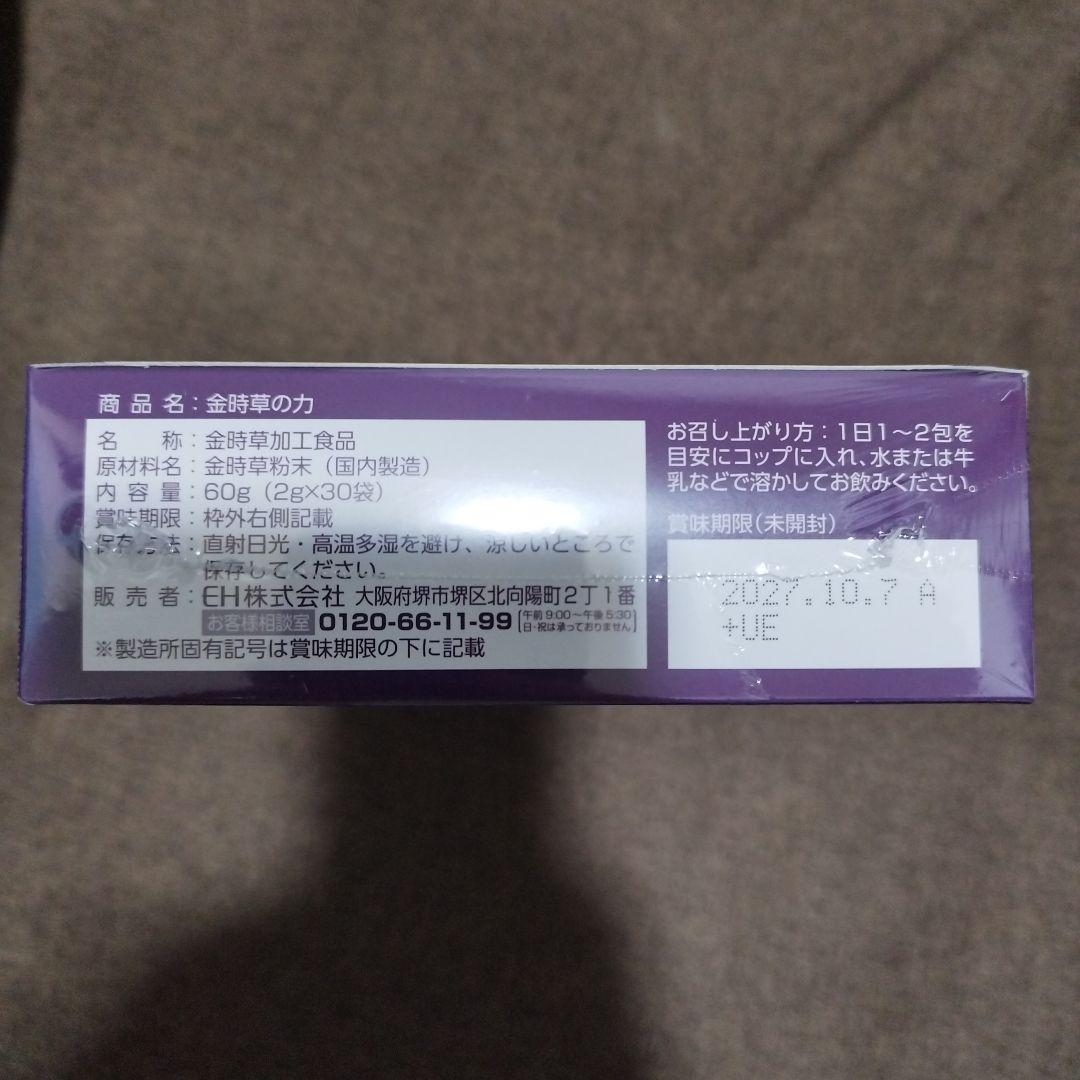 商品名：金時草の力
名　　称：金時草加工食品
原材料名：金時草粉末（国内製造）
内容量：60g（2g×30袋）
賞味期限：枠外右側記載
保存方法：直射日光・高温多湿を避け、涼しいところで
保存してください。
販売者：EH株式会社 大阪府堺市堺区北向陽町2丁1番
お客様相談室 0120-66-11-99 午前9:00〜午後5:30
日・祝は承っておりません
※製造所固有記号は賞味期限の下に記載
お召し上がり方：1日1〜2包を
目安にコップに入れ、水または牛
乳などで溶かしてお飲みください。
賞味期限（未開封）
2027.10.7 A
+UE